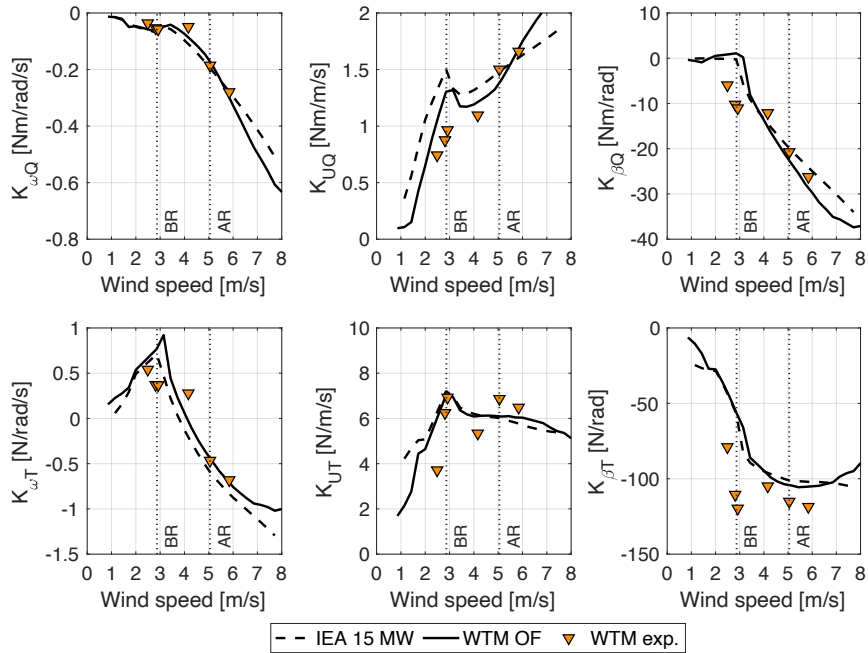 0
-0.2
-0.4
-0.6
-0.8
K_ωQ [Nm/rad/s]
BR
AR
0 1 2 3 4 5 6 7 8
Wind speed [m/s]
2
1.5
1
0.5
0
K_UQ [Nm/m/s]
BR
AR
0 1 2 3 4 5 6 7 8
Wind speed [m/s]
10
0
-10
-20
-30
-40
K_βQ [Nm/rad]
BR
AR
0 1 2 3 4 5 6 7 8
Wind speed [m/s]
1
0.5
0
-0.5
-1
-1.5
K_ωT [N/rad/s]
BR
AR
0 1 2 3 4 5 6 7 8
Wind speed [m/s]
10
8
6
4
2
0
K_UT [N/m/s]
BR
AR
0 1 2 3 4 5 6 7 8
Wind speed [m/s]
0
-50
-100
-150
K_βT [N/rad]
BR
AR
0 1 2 3 4 5 6 7 8
Wind speed [m/s]
IEA 15 MW WTM OF WTM exp.